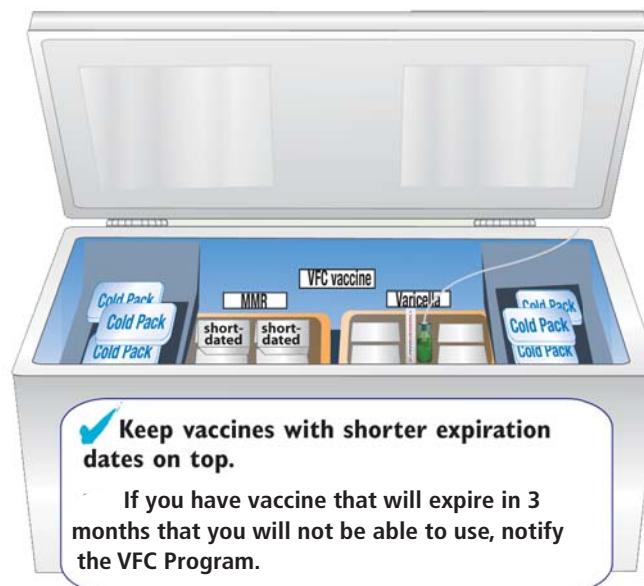 VFC vaccine
MMR
Varicella
Cold Pack
Cold Pack
Cold Pack
short-
dated
short-
dated
Cold Pack
Cold Pack
Cold Pack
Keep vaccines with shorter expiration
dates on top.
If you have vaccine that will expire in 3
months that you will not be able to use, notify
the VFC Program.